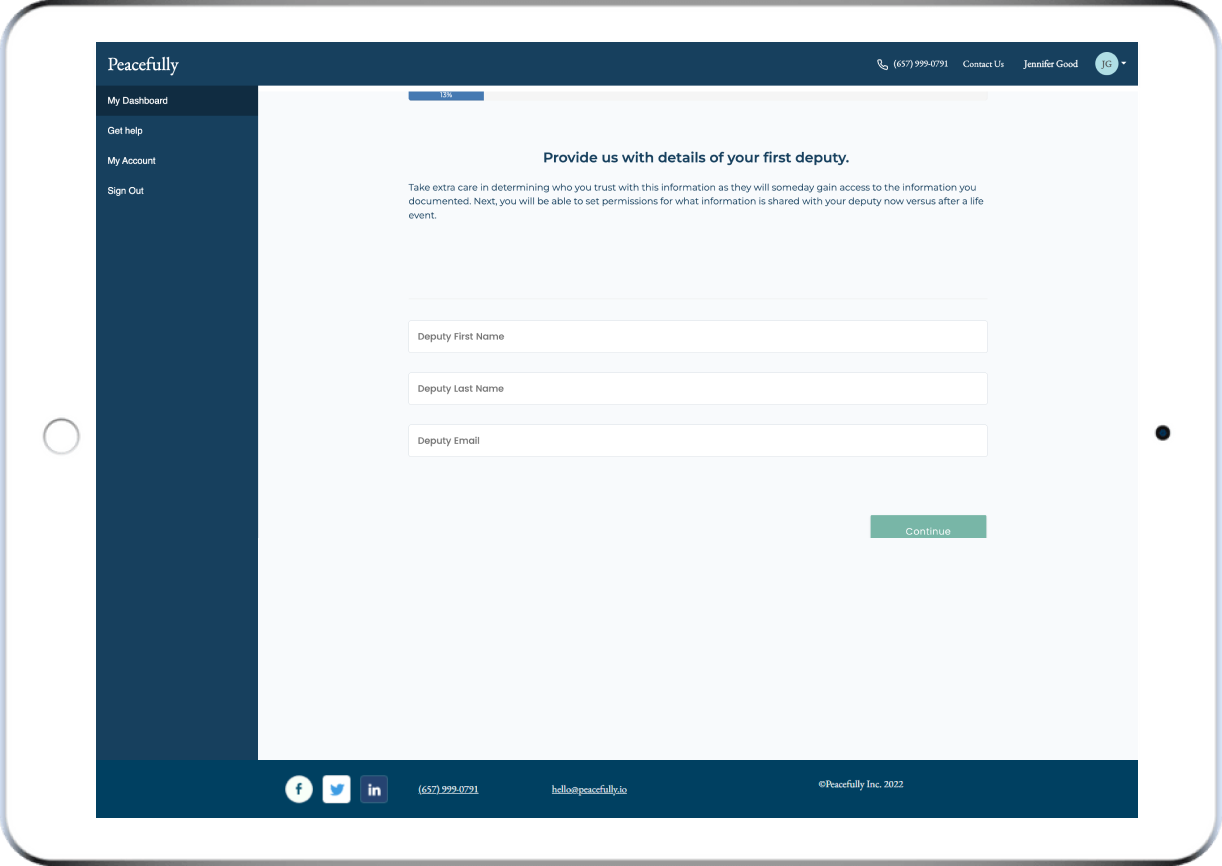 Peacefully
(657) 999-0791
Contact Us
Jennifer Good
JG
My Dashboard
Get help
My Account
Sign Out
13%
Provide us with details of your first deputy.
Take extra care in determining who you trust with this information as they will someday gain access to the information you
documented. Next, you will be able to set permissions for what information is shared with your deputy now versus after a life
event.
Deputy First Name
Deputy Last Name
Deputy Email
Continue
f
in
(657) 999-0791
hello@peacefully.io
©Peacefully Inc. 2022